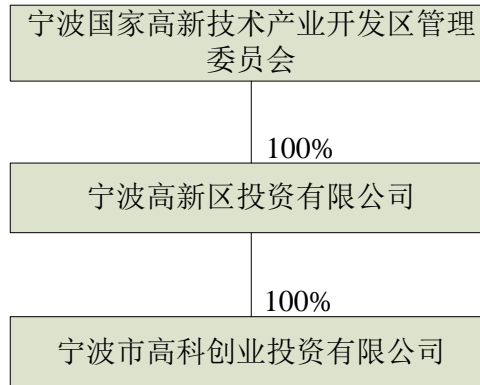 宁波国家高新技术产业开发区管理
委员会
100%
宁波高新区投资有限公司
100%
宁波市高科创业投资有限公司